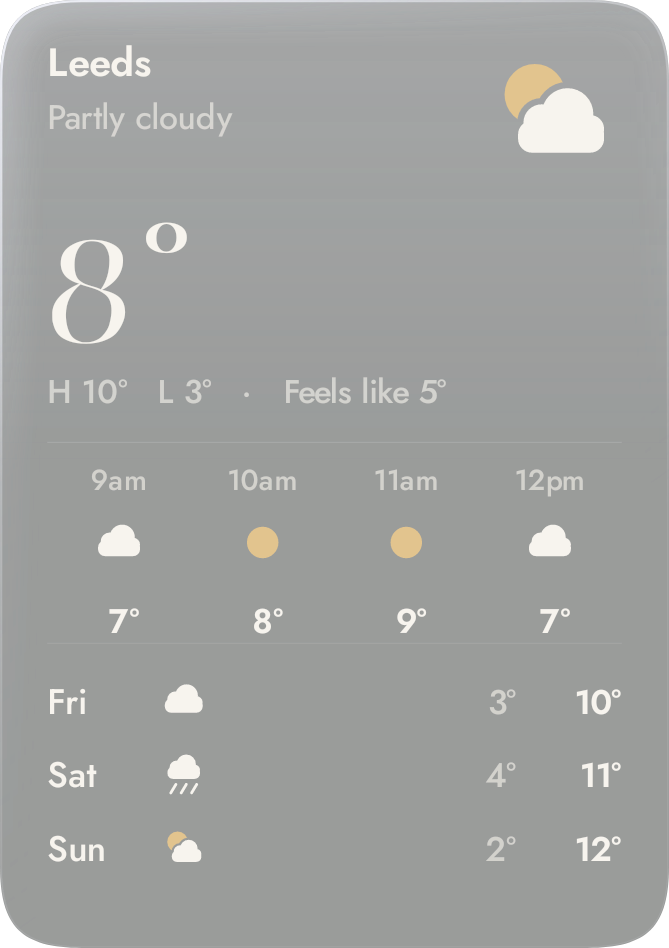 Leeds
Partly cloudy
8°
H 10° L 3° · Feels like 5°
9am 10am 11am 12pm
7° 8° 9° 7°
Fri 3° 10°
Sat 4° 11°
Sun 2° 12°